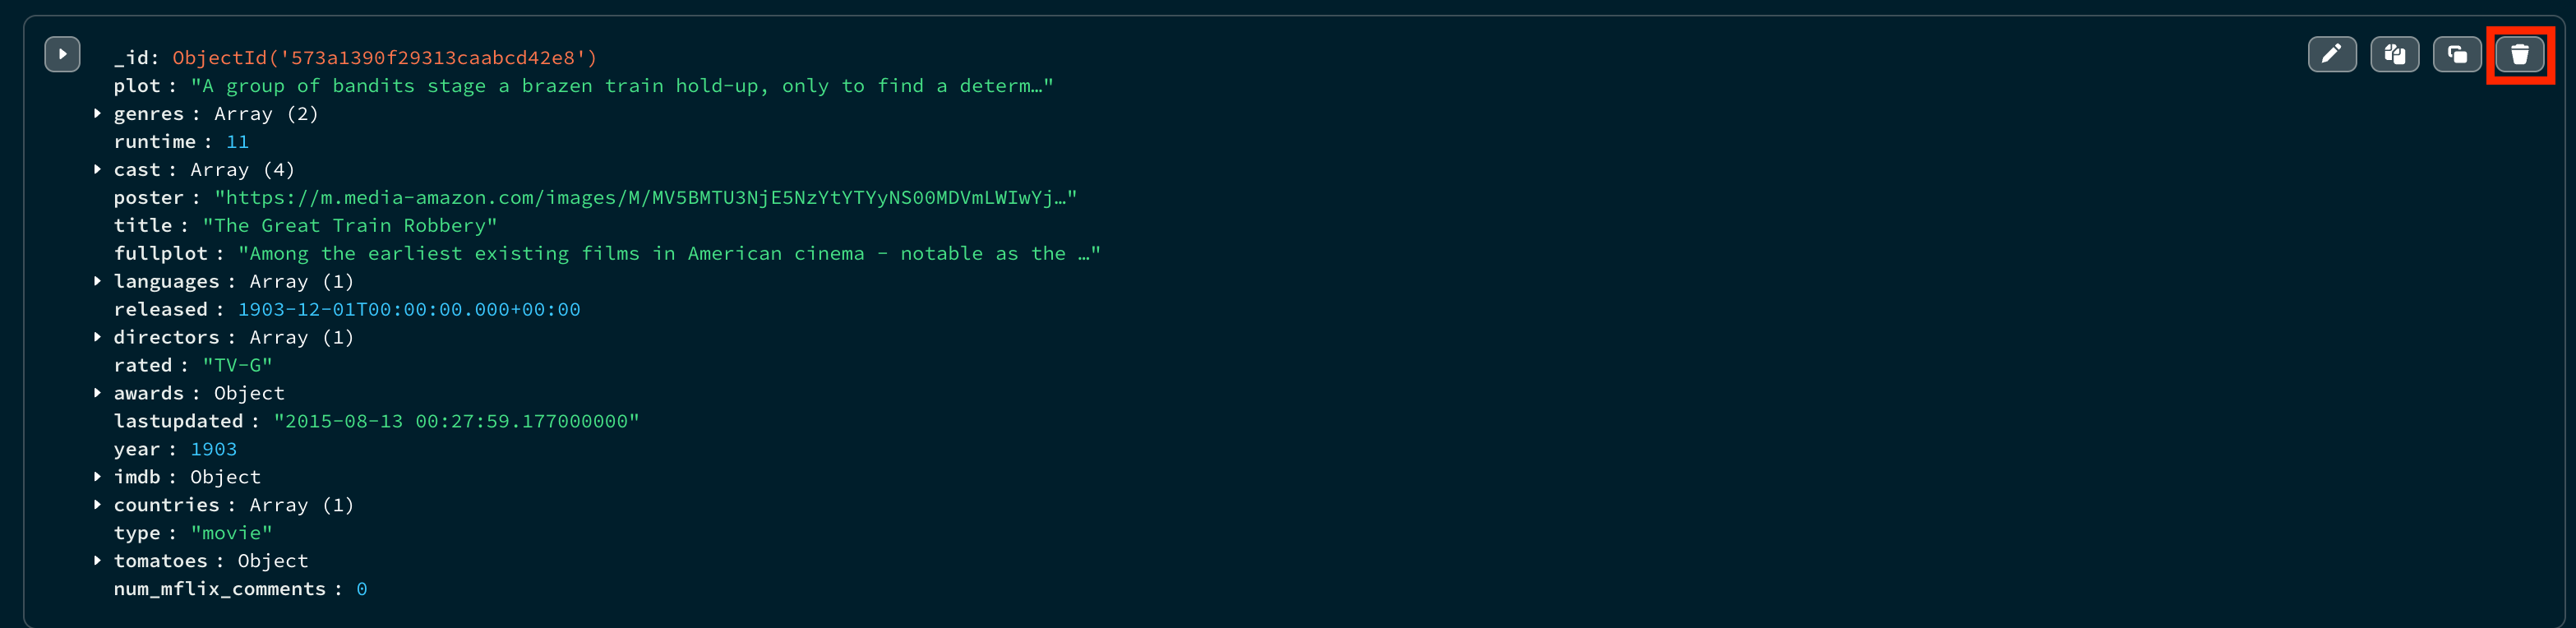 _id: ObjectId('573a1390f29313caabcd42e8')
plot : "A group of bandits stage a brazen train hold-up, only to find a determ…"
genres : Array (2)
runtime : 11
cast : Array (4)
poster : "https://m.media-amazon.com/images/M/MV5BMTU3NjE5NzYtYTYyNS00MDVmLWIwYj…"
title : "The Great Train Robbery"
fullplot : "Among the earliest existing films in American cinema - notable as the …"
languages : Array (1)
released : 1903-12-01T00:00:00.000+00:00
directors : Array (1)
rated : "TV-G"
awards : Object
lastupdated : "2015-08-13 00:27:59.177000000"
year : 1903
imdb : Object
countries : Array (1)
type : "movie"
tomatoes : Object
num_mflix_comments : 0